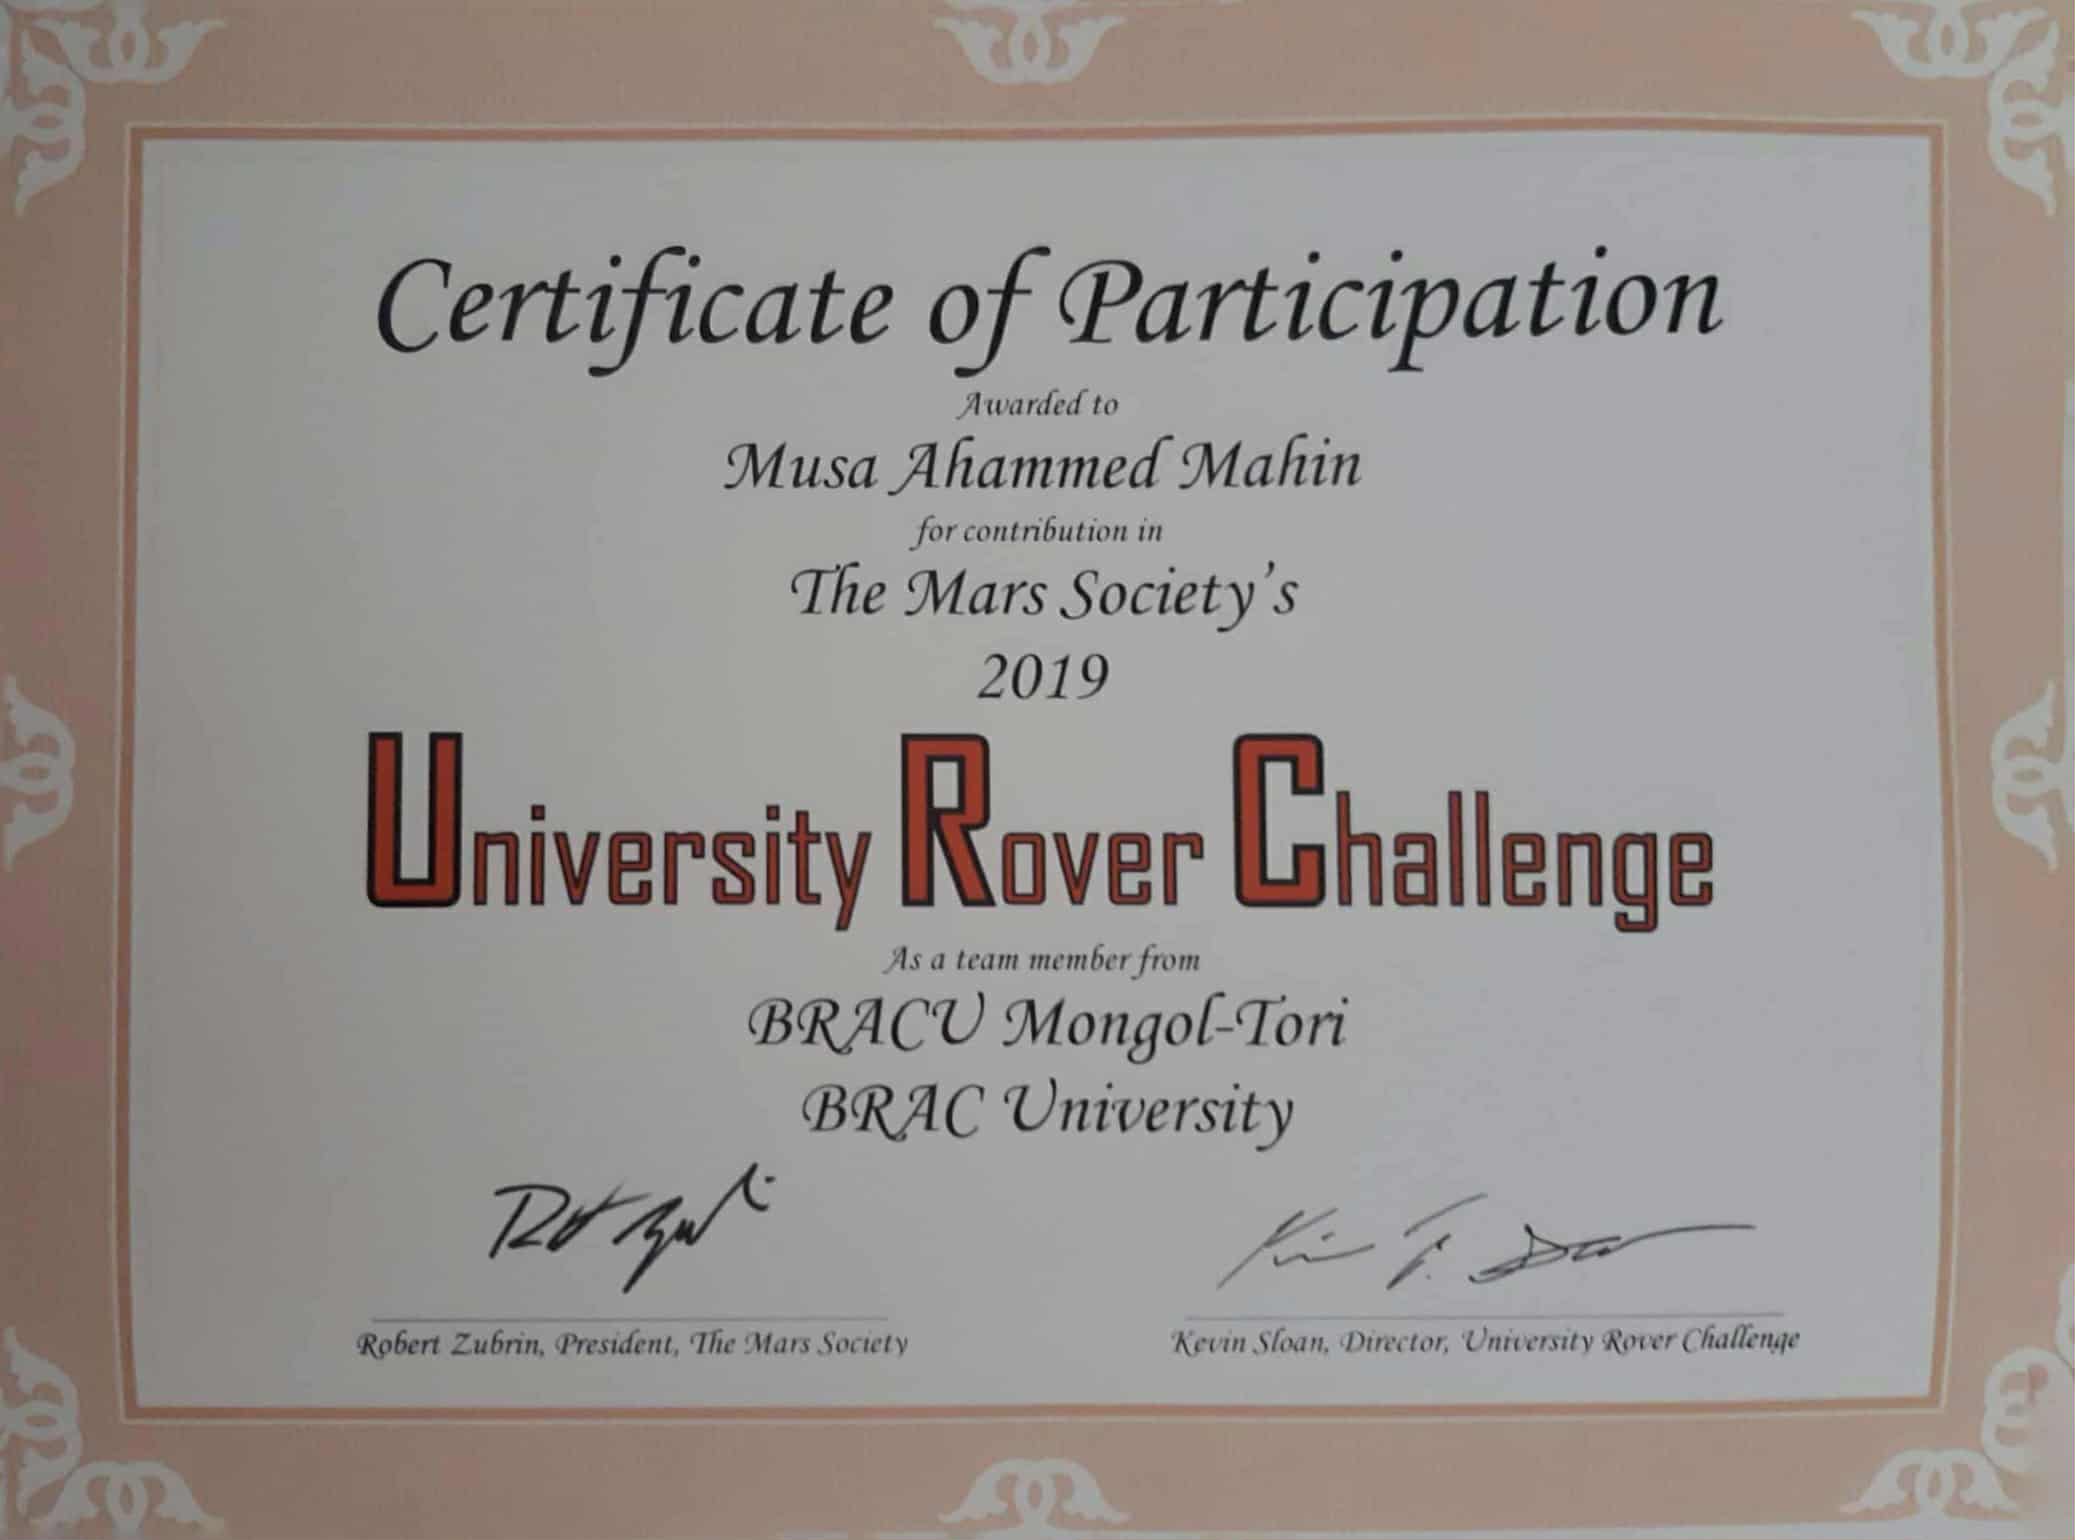 Certificate of Participation
Awarded to
Musa Ahammed Mahin
for contribution in
The Mars Society's
2019
University Rover Challenge
As a team member from
BRACU Mongol-Tori
BRAC University
Robert Zubrin, President, The Mars Society
Kevin Sloan, Director, University Rover Challenge